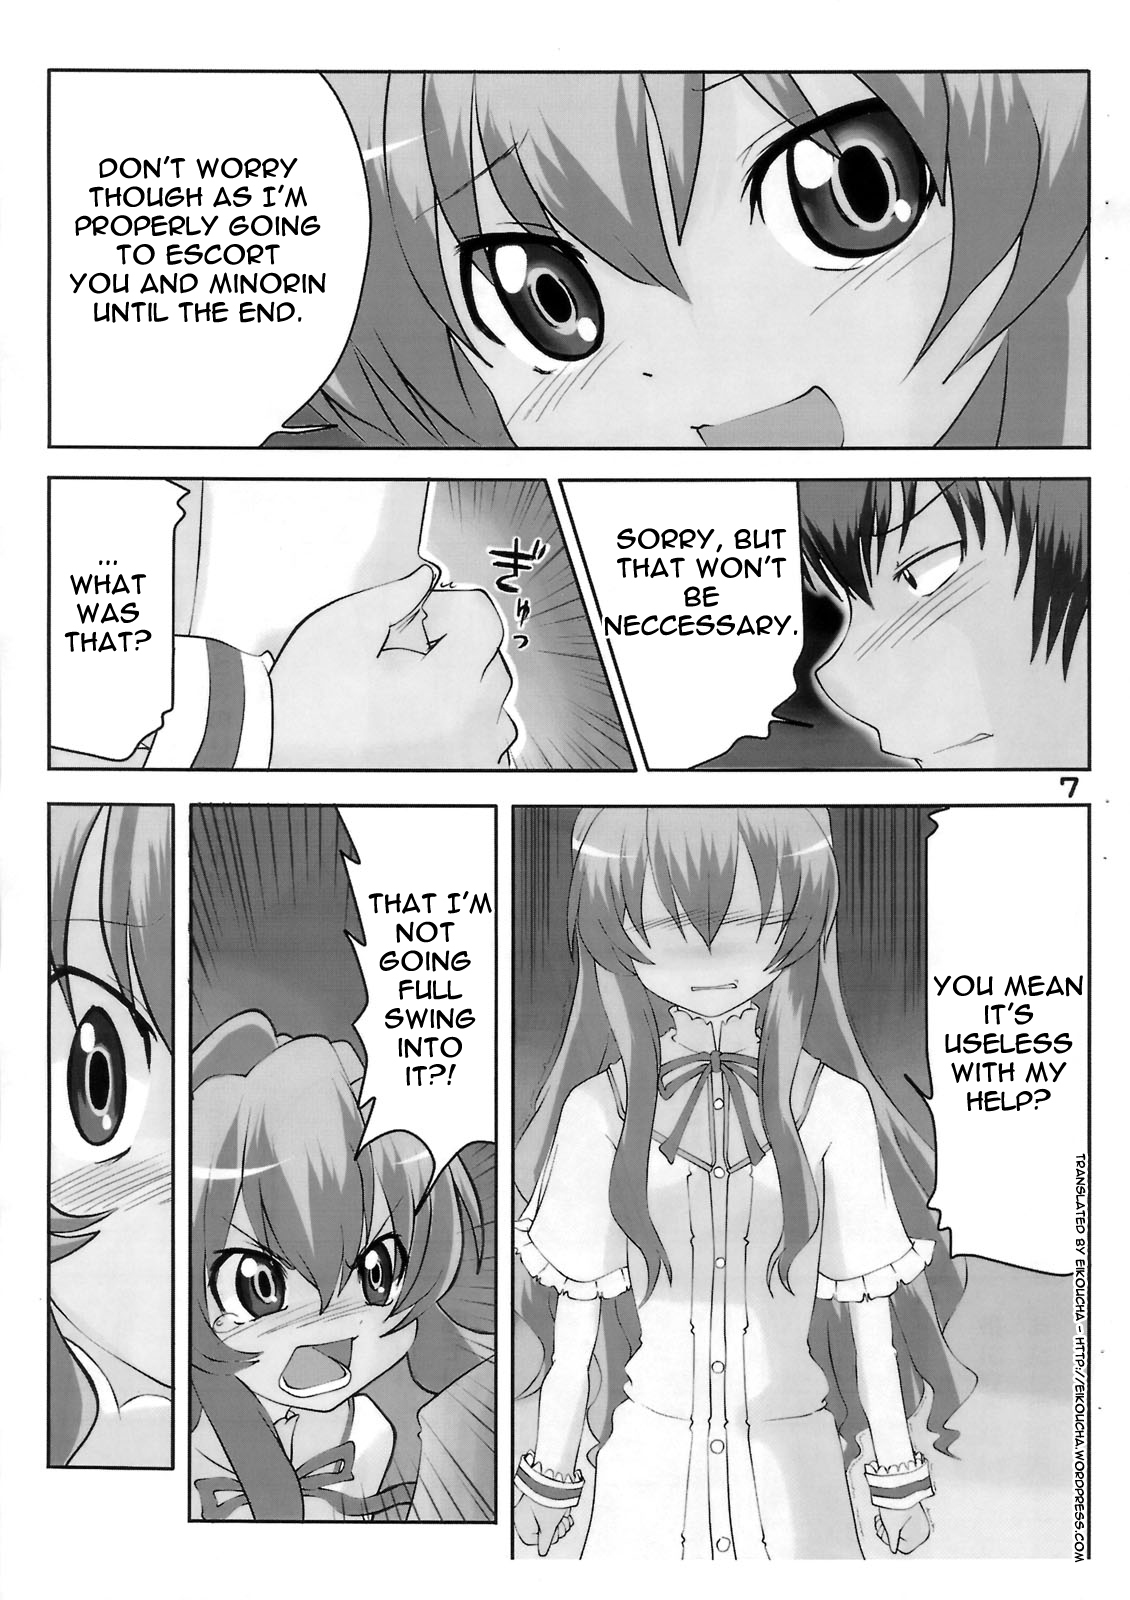 DON'T WORRY
THOUGH AS I'M
PROPERLY GOING
TO ESCORT
YOU AND MINORIN
UNTIL THE END.
SORRY, BUT
THAT WON'T
BE
NECCESSARY.
ぎゅっ
...
WHAT
WAS
THAT?
7
YOU MEAN
IT'S
USELESS
WITH MY
HELP?
THAT I'M
NOT
GOING
FULL
SWING
INTO
IT?!
TRANSLATED BY EIKOUCHA - HTTP://EIKOUCHA.WORDPRESS.COM